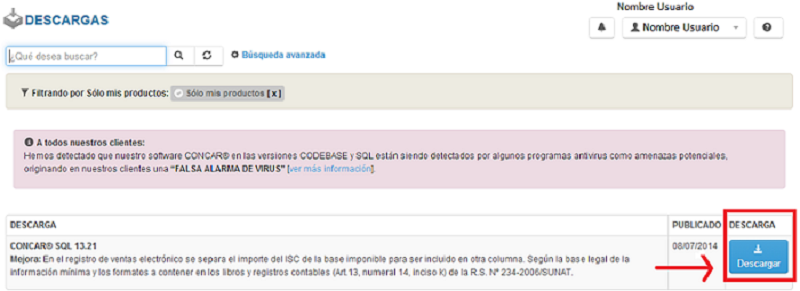 Nombre Usuario
DESCARGAS
Nombre Usuario
¿Qué desea buscar?
Búsqueda avanzada
Filtrando por Sólo mis productos: Sólo mis productos [x]
A todos nuestros clientes:
Hemos detectado que nuestro software CONCAR® en las versiones CODEBASE y SQL están siendo detectados por algunos programas antivirus como amenazas potenciales,
originando en nuestros clientes una "FALSA ALARMA DE VIRUS" [ver más información].
DESCARGA PUBLICADO DESCARGA
CONCAR® SQL 13.21 08/07/2014
Mejora: En el registro de ventas electrónico se separa el importe del ISC de la base imponible para ser incluido en otra columna. Según la base legal de la
información mínima y los formatos a contener en los libros y registros contables (Art.13, numeral 14, inciso k) de la R.S. Nº 234-2006/SUNAT.
Descargar